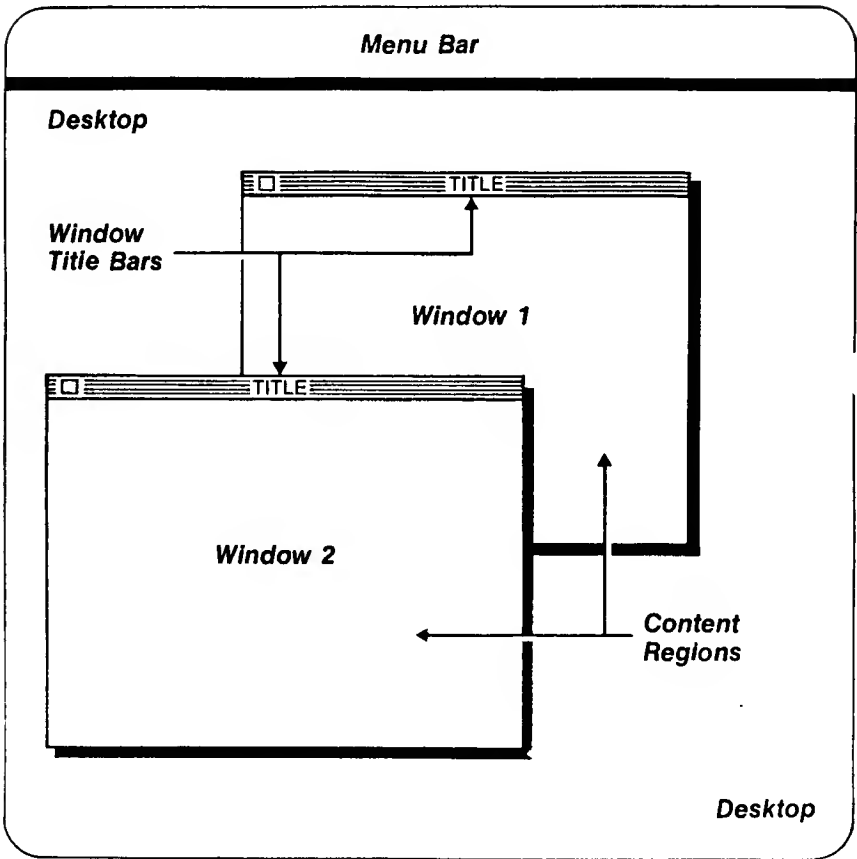 Menu Bar
Desktop
TITLE
Window
Title Bars
Window 1
TITLE
Window 2
Content
Regions
Desktop